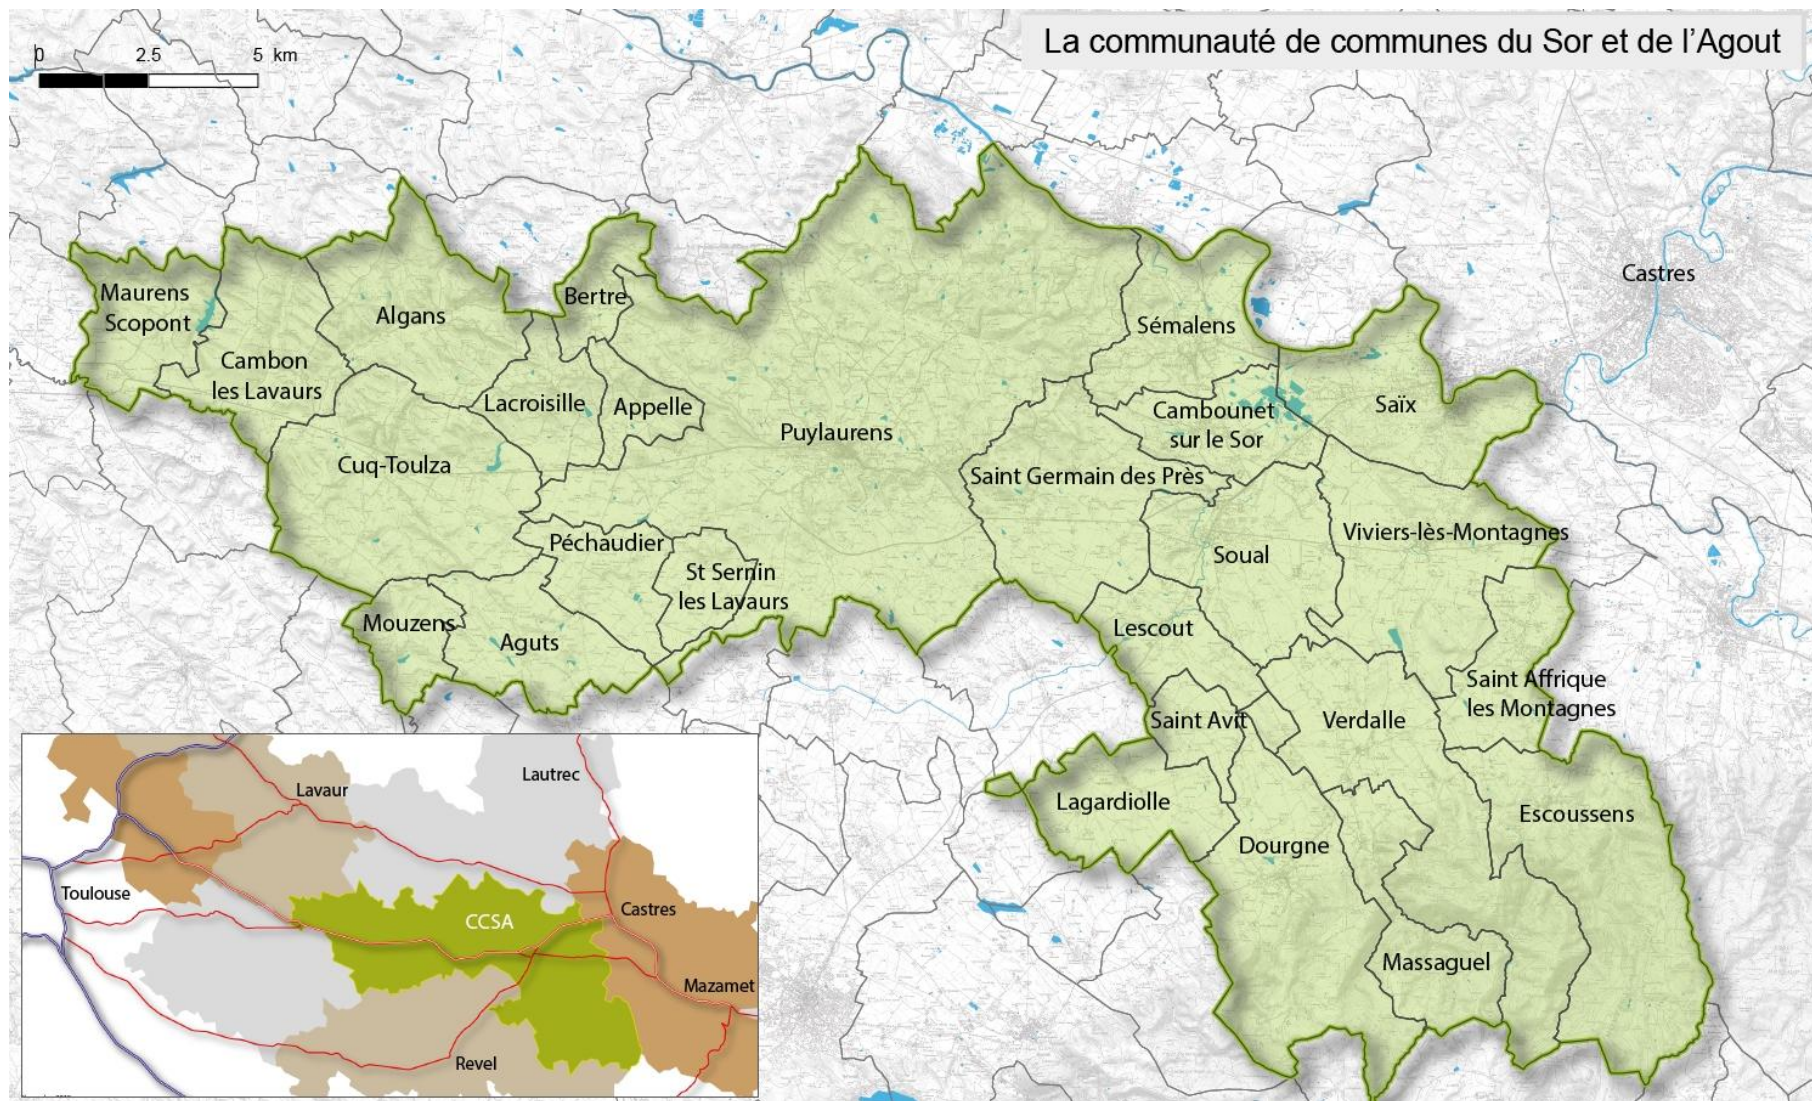 La communauté de communes du Sor et de l'Agout
0 2.5 5 km
Castres
Maurens
Scopont
Algans
Bertre
Cambon
les Lavaurs
Sémalens
Lacroisille
Appelle
Puylaurens
Cambounet
sur le Sor
Saïx
Cuq-Toulza
Saint Germain des Près
Viviers-lès-Montagnes
Péchaudier
Soual
St Sernin
les Lavaurs
Mouzens
Aguts
Lescout
Saint Affrique
les Montagnes
Saint Avit
Verdalle
Lagardiolle
Escoussens
Dourgne
Massaguel
Lautrec
Lavaur
Toulouse
CCSA
Castres
Mazamet
Revel